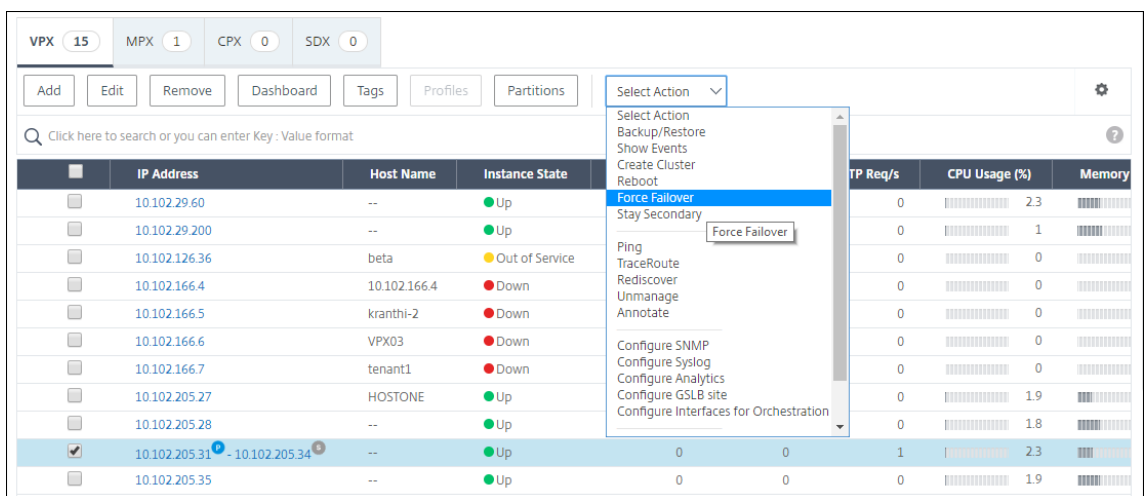 VPX 15 MPX 1 CPX 0 SDX 0
Add Edit Remove Dashboard Tags Profiles Partitions Select Action
Click here to search or you can enter Key : Value format
Select Action
Backup/Restore
Show Events
Create Cluster
Reboot
Force Failover
Stay Secondary
Force Failover
Ping
TraceRoute
Rediscover
Unmanage
Annotate
Configure SNMP
Configure Syslog
Configure Analytics
Configure GSLB site
Configure Interfaces for Orchestration
IP Address Host Name Instance State TP Req/s CPU Usage (%) Memory
10.102.29.60 -- Up 0 2.3
10.102.29.200 -- Up 0 1
10.102.126.36 beta Out of Service 0 0
10.102.166.4 10.102.166.4 Down 0 0
10.102.166.5 kranthi-2 Down 0 0
10.102.166.6 VPX03 Down 0 0
10.102.166.7 tenant1 Down 0 0
10.102.205.27 HOSTONE Up 0 1.9
10.102.205.28 -- Up 0 1.8
10.102.205.31 P - 10.102.205.34 S -- Up 0 0 1 2.3
10.102.205.35 -- Up 0 0 0 1.9